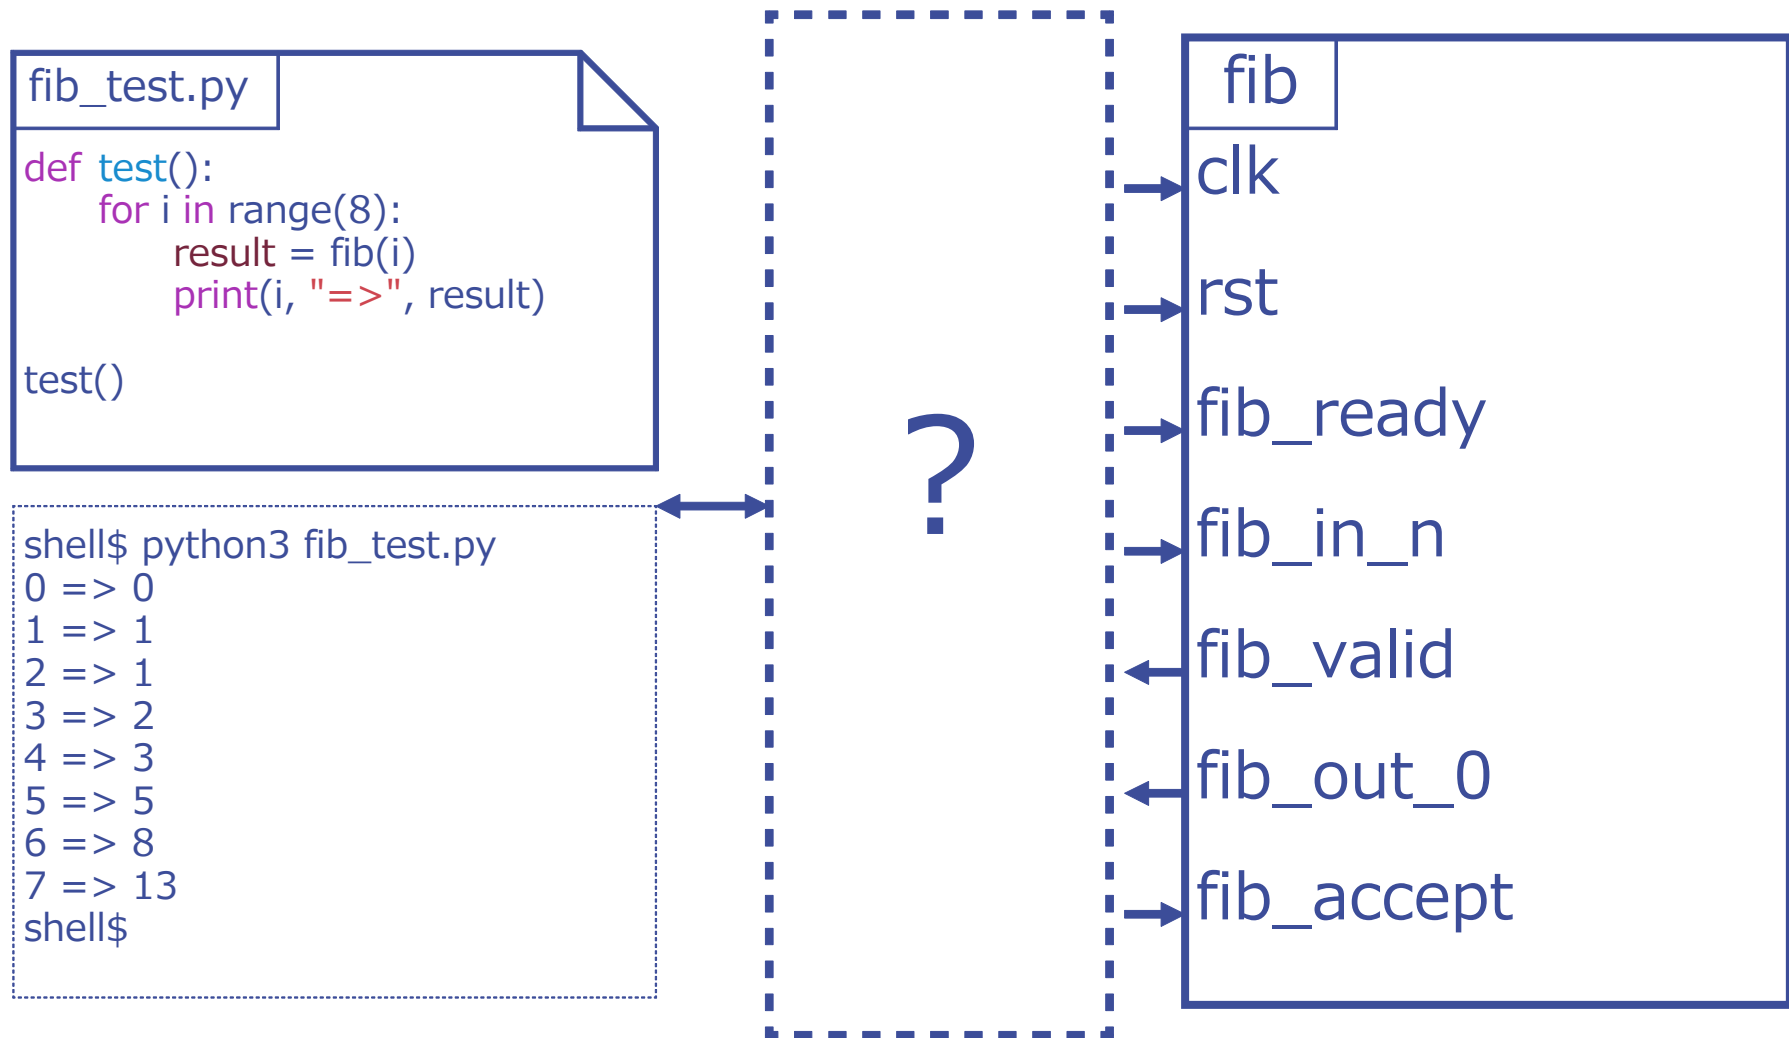 fib_test.py
def test():
    for i in range(8):
        result = fib(i)
        print(i, "=>", result)
test()
shell$ python3 fib_test.py
0 => 0
1 => 1
2 => 1
3 => 2
4 => 3
5 => 5
6 => 8
7 => 13
shell$
?
fib
clk
rst
fib_ready
fib_in_n
fib_valid
fib_out_0
fib_accept